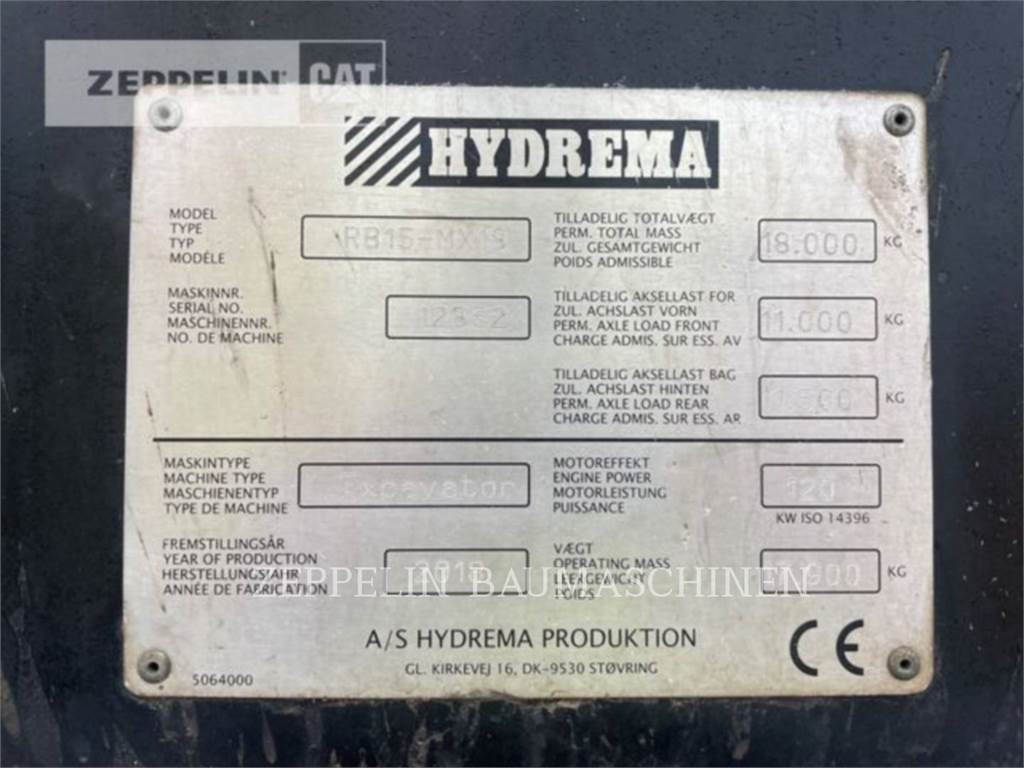 ZEPPELIN CAT
HYDREMA
MODEL
TYPE
TYP
MODÉLE
TILLADELIG TOTALVÆGT
PERM. TOTAL MASS
ZUL. GESAMTGEWICHT
POIDS ADMISSIBLE
18.000 KG
MASKINNR.
SERIAL NO.
MASCHINENNR.
NO. DE MACHINE
TILLADELIG AKSELLAST FOR
ZUL. ACHSLAST VORN
PERM. AXLE LOAD FRONT
CHARGE ADMIS. SUR ESS. AV
11.000 KG
TILLADELIG AKSELLAST BAG
ZUL. ACHSLAST HINTEN
PERM. AXLE LOAD REAR
CHARGE ADMIS. SUR ESS. AR
KG
MASKINTYPE
MACHINE TYPE
MASCHIENENTYP
TYPE DE MACHINE
xcavator
MOTOREFFEKT
ENGINE POWER
MOTORLEISTUNG
PUISSANCE
120
KW ISO 14396
FREMSTILLINGSÅR
YEAR OF PRODUCTION
HERSTELLUNGSJAHR
ANNÉE DE FABRICATION
VÆGT
OPERATING MASS
LEERGEWICHT
POIDS
KG
ZEPPELIN BAUMASCHINEN
A/S HYDREMA PRODUKTION
GL. KIRKEVEJ 16, DK-9530 STØVRING
CE
5064000